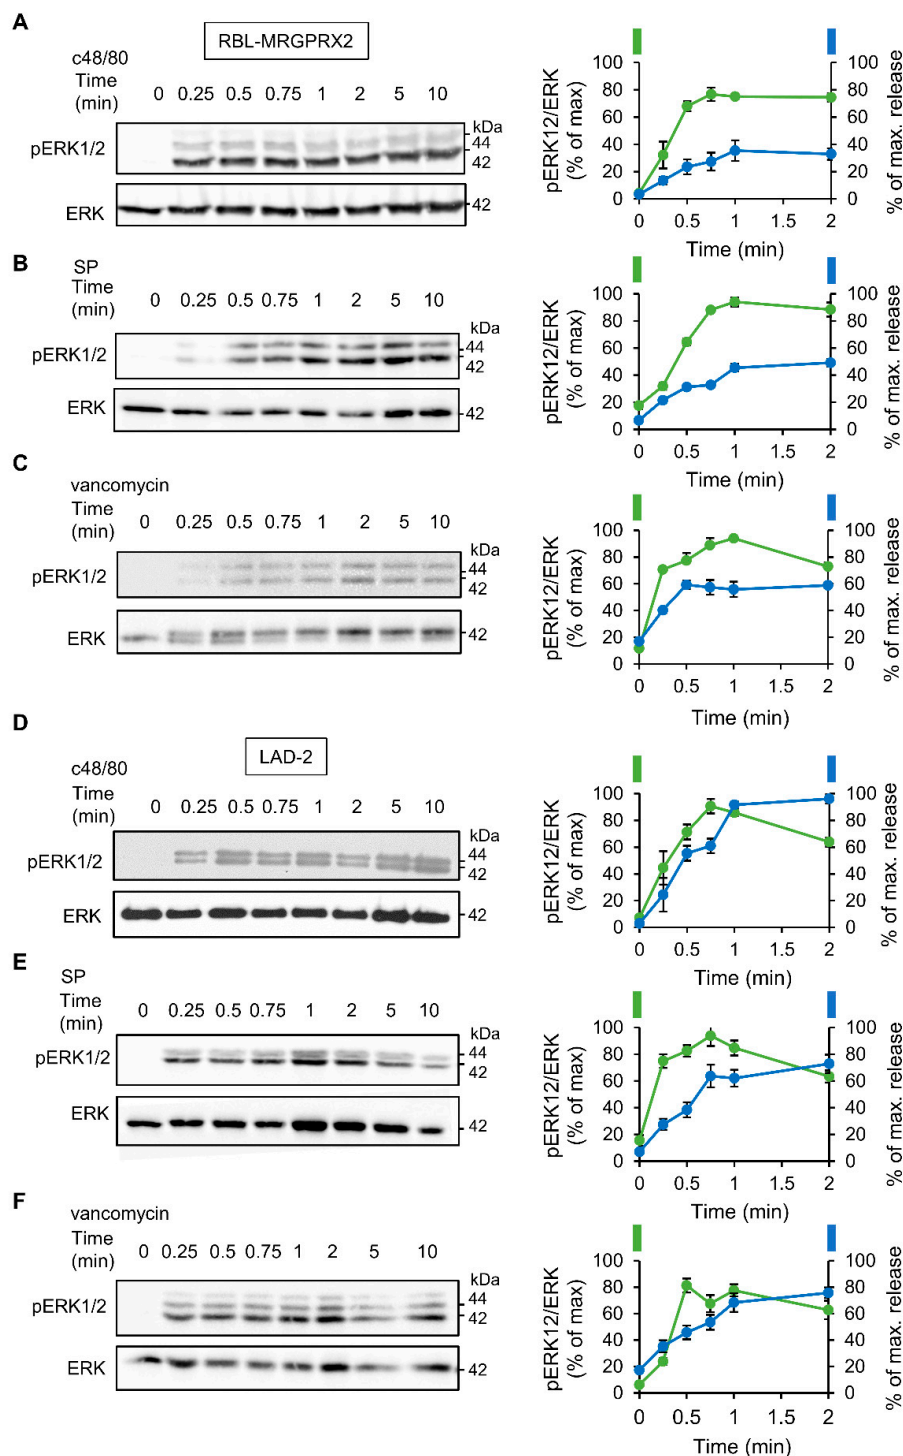 A
RBL-MRGPRX2
c48/80
Time
(min)
0 0.25 0.5 0.75 1 2 5 10
kDa
pERK1/2
44
42
ERK
42
pERK12/ERK
(% of max)
100
80
60
40
20
0
100
80
60
40
20
0
% of max. release
0 0.5 1 1.5 2
Time (min)
B
SP
Time
(min)
0 0.25 0.5 0.75 1 2 5 10
kDa
pERK1/2
44
42
ERK
42
pERK12/ERK
(% of max)
100
80
60
40
20
0
100
80
60
40
20
0
% of max. release
0 0.5 1 1.5 2
Time (min)
C
vancomycin
Time
(min)
0 0.25 0.5 0.75 1 2 5 10
kDa
pERK1/2
44
42
ERK
42
pERK12/ERK
(% of max)
100
80
60
40
20
0
100
80
60
40
20
0
% of max. release
0 0.5 1 1.5 2
Time (min)
D
LAD-2
c48/80
Time
(min)
0 0.25 0.5 0.75 1 2 5 10
kDa
pERK1/2
44
42
ERK
42
pERK12/ERK
(% of max)
100
80
60
40
20
0
100
80
60
40
20
0
% of max. release
0 0.5 1 1.5 2
Time (min)
E
SP
Time
(min)
0 0.25 0.5 0.75 1 2 5 10
kDa
pERK1/2
44
42
ERK
42
pERK12/ERK
(% of max)
100
80
60
40
20
0
100
80
60
40
20
0
% of max. release
0 0.5 1 1.5 2
Time (min)
F
vancomycin
Time
(min)
0 0.25 0.5 0.75 1 2 5 10
kDa
pERK1/2
44
42
ERK
42
pERK12/ERK
(% of max)
100
80
60
40
20
0
100
80
60
40
20
0
% of max. release
0 0.5 1 1.5 2
Time (min)